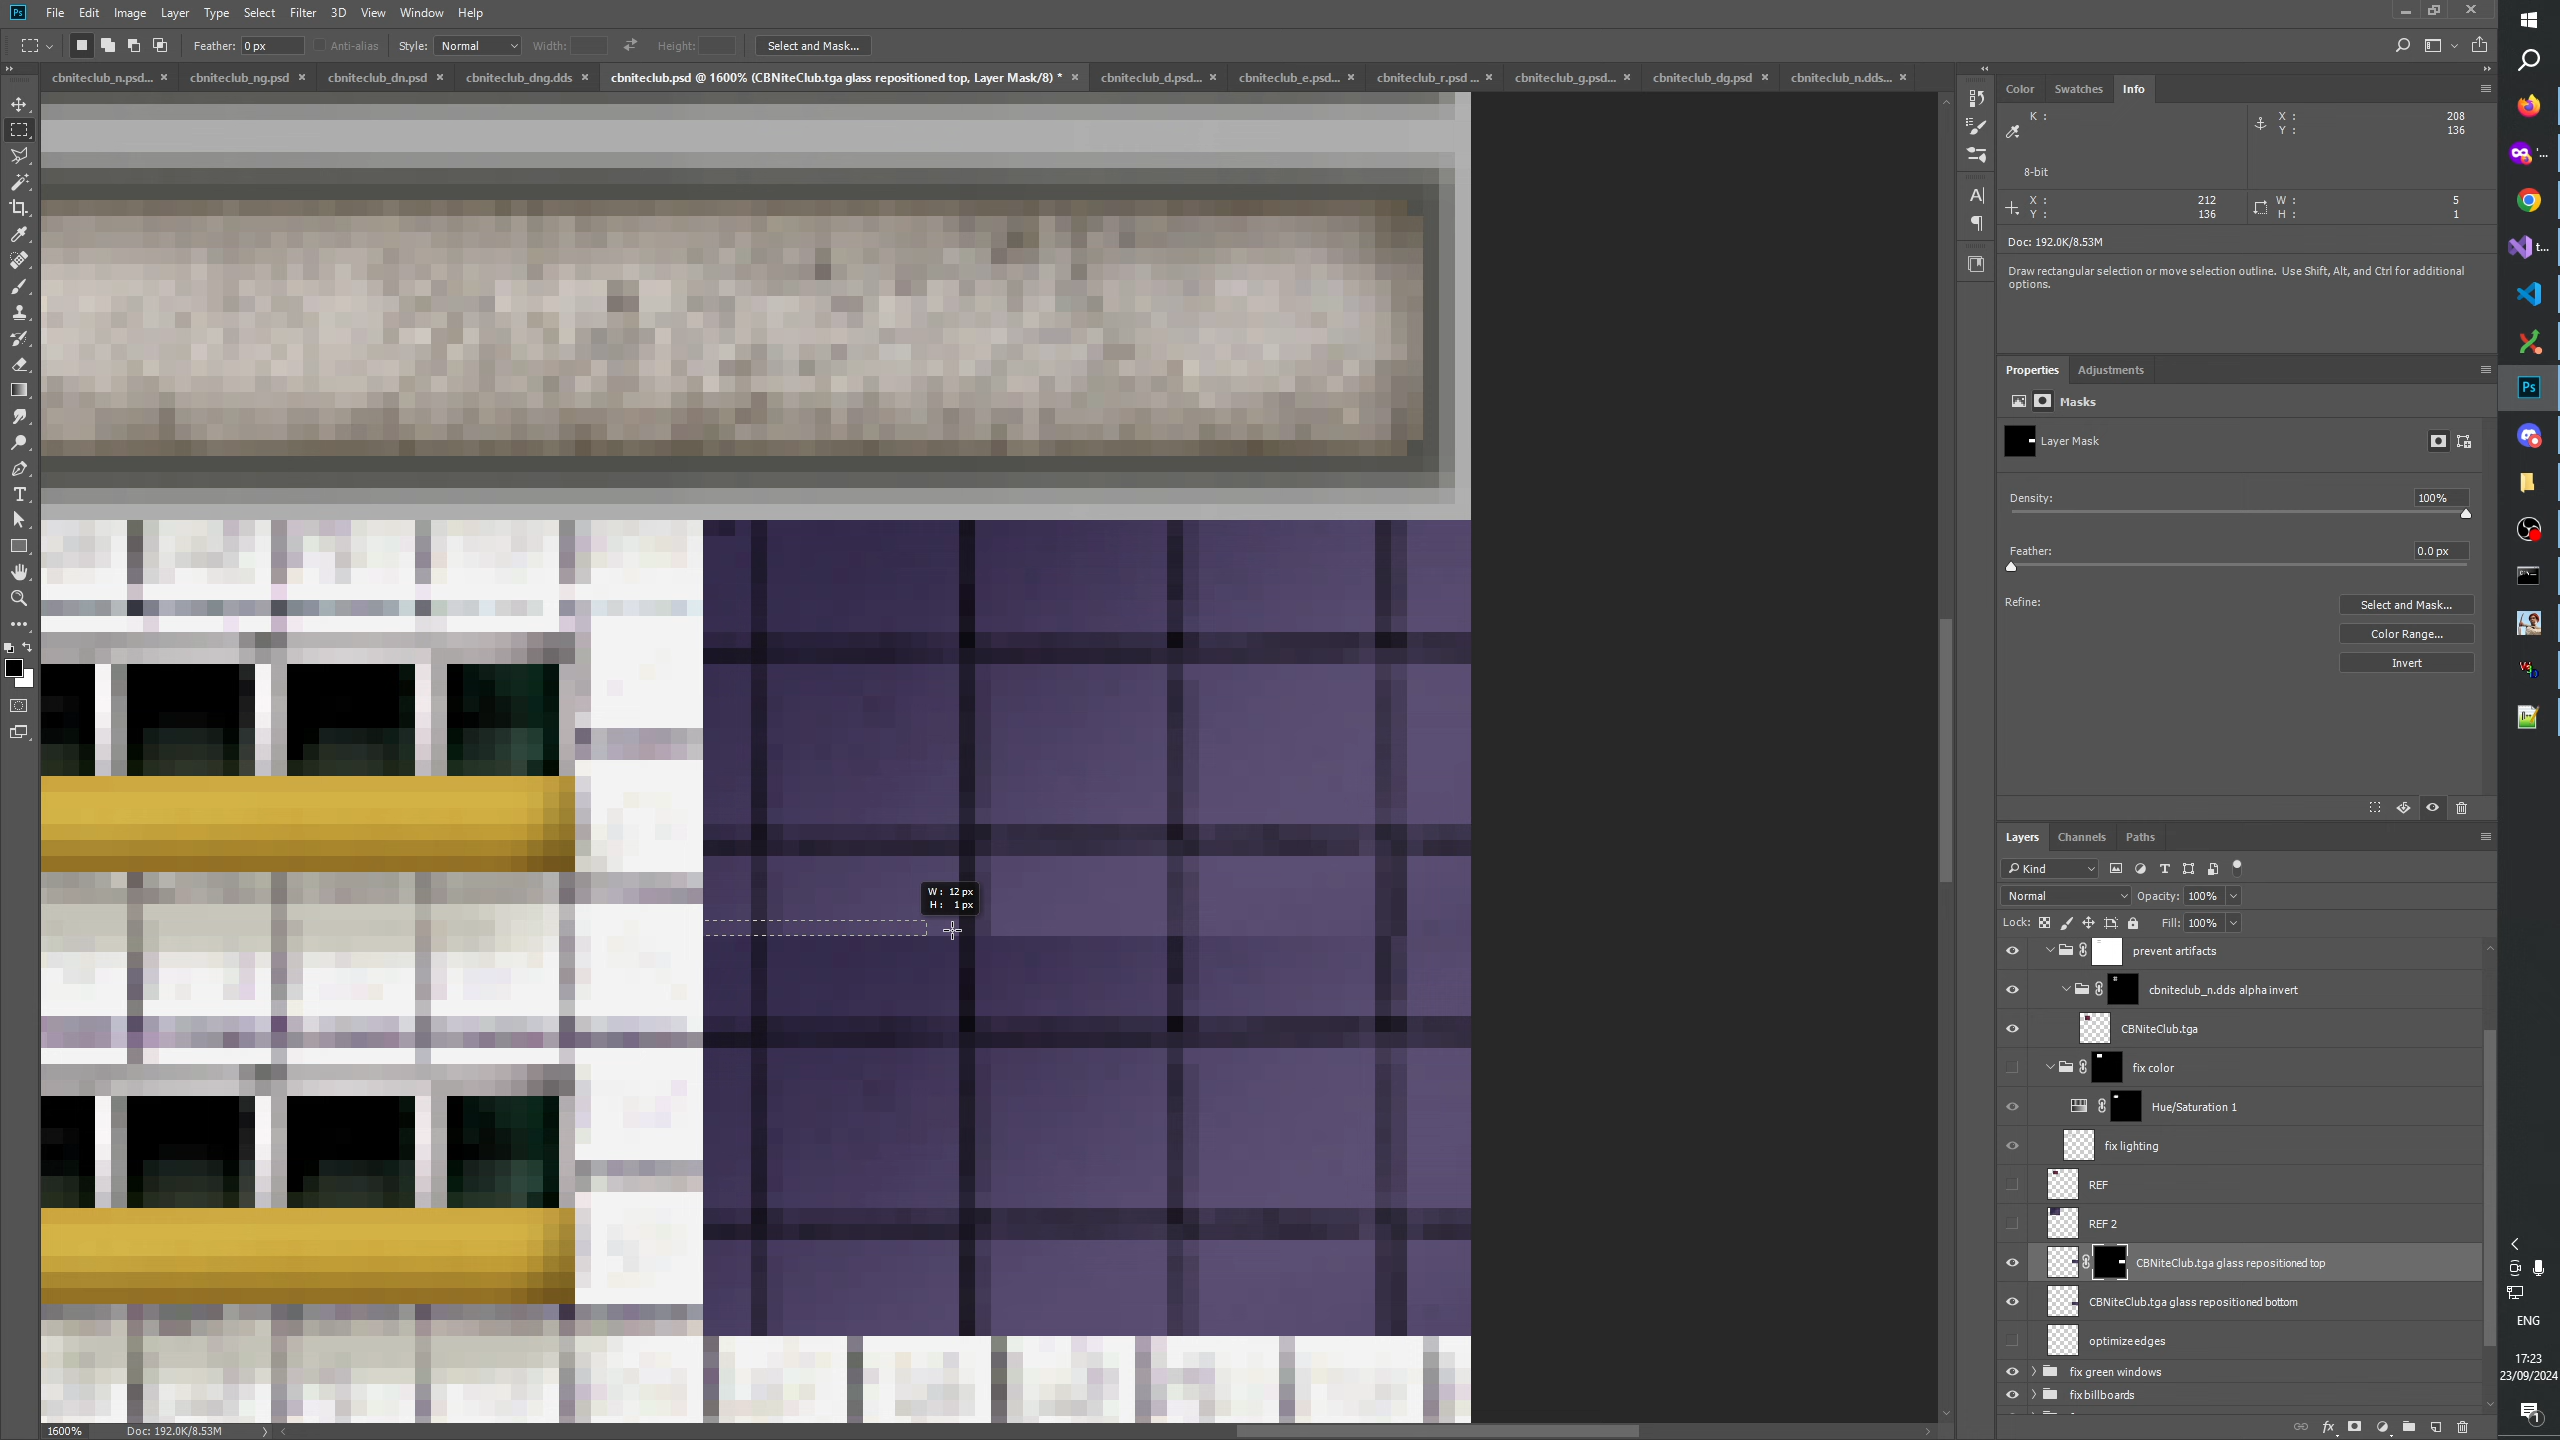 Ps File Edit Image Layer Type Select Filter 3D View Window Help
Feather: 0 px Anti-alias Style: Normal Width: Height: Select and Mask...
cbniteclub_n.psd... × cbniteclub_ng.psd × cbniteclub_dn.psd × cbniteclub_dng.dds × cbniteclub.psd @ 1600% (CBNiteClub.tga glass repositioned top, Layer Mask/8) * × cbniteclub_d.psd... × cbniteclub_e.psd... × cbniteclub_r.psd ... × cbniteclub_g.psd... × cbniteclub_dg.psd × cbniteclub_n.dds... ×
Color Swatches Info
K :
8-bit
X : 208
Y : 136
X : 212
Y : 136
W : 5
H : 1
Doc: 192.0K/8.53M
Draw rectangular selection or move selection outline. Use Shift, Alt, and Ctrl for additional
options.
Properties Adjustments
Masks
Layer Mask
Density: 100%
Feather: 0.0 px
Refine: Select and Mask...
Color Range...
Invert
W : 12 px
H : 1 px
Layers Channels Paths
Kind
Normal Opacity: 100%
Lock: Fill: 100%
prevent artifacts
cbniteclub_n.dds alpha invert
CBNiteClub.tga
fix color
Hue/Saturation 1
fix lighting
REF
REF 2
CBNiteClub.tga glass repositioned top
CBNiteClub.tga glass repositioned bottom
optimize edges
fix green windows
fix billboards
fx
1600% Doc: 192.0K/8.53M
'...
t...
Ps
ENG
17:23
23/09/2024
1